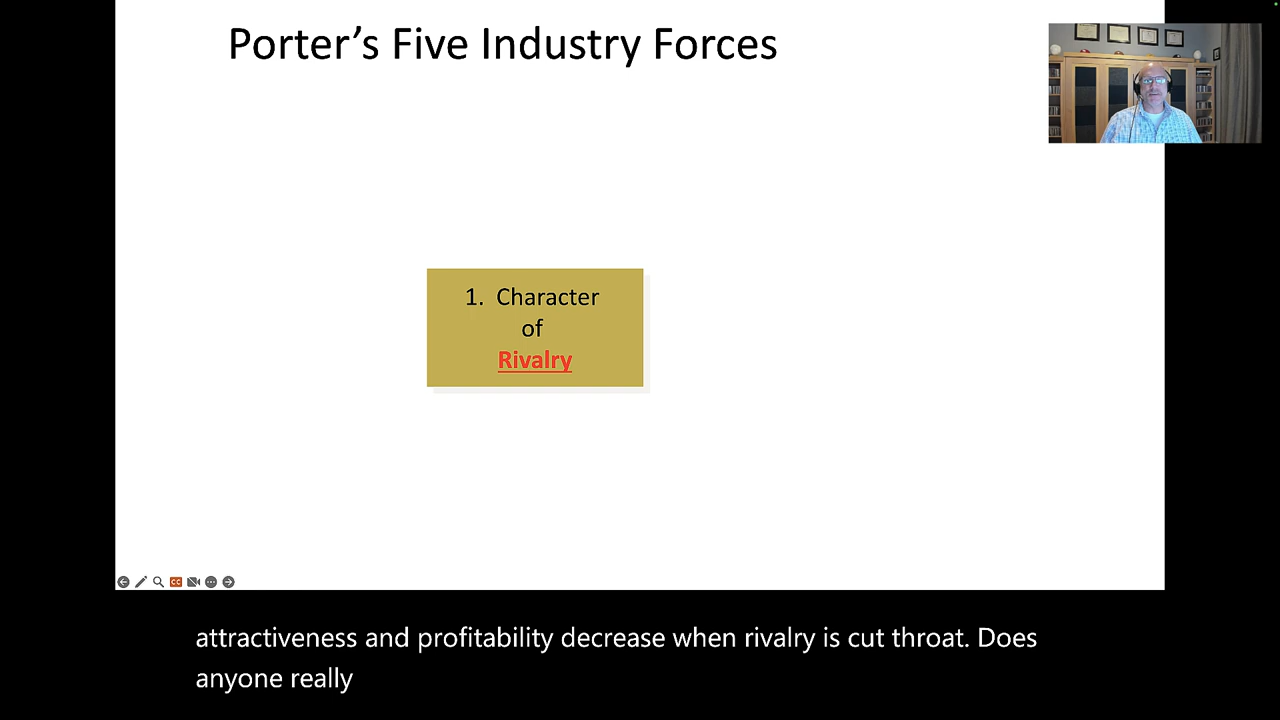 Porter’s Five Industry Forces
1. Character
of
Rivalry
CC
attractiveness and profitability decrease when rivalry is cut throat. Does
anyone really